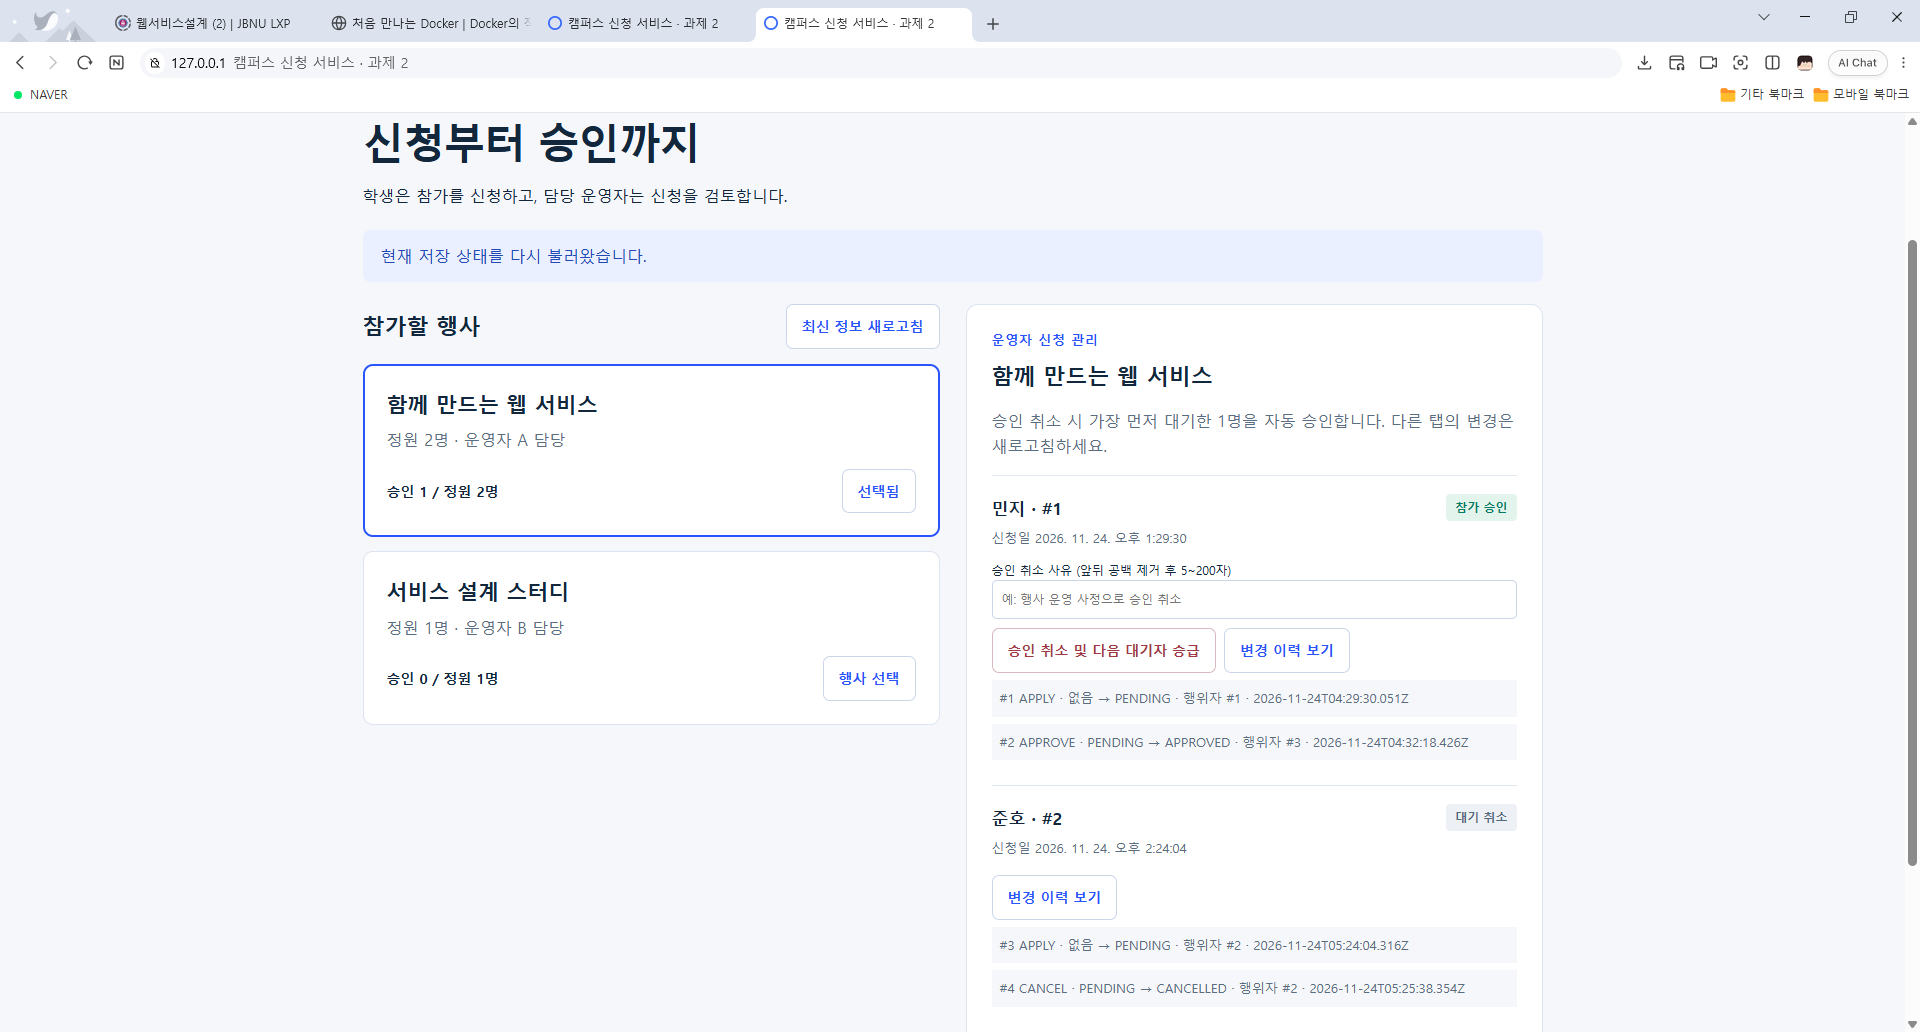 웹서비스설계 (2) | JBNU LXP
처음 만나는 Docker | Docker의
캠퍼스 신청 서비스 · 과제 2
캠퍼스 신청 서비스 · 과제 2
127.0.0.1 캠퍼스 신청 서비스 · 과제 2
AI Chat
NAVER
기타 북마크
모바일 북마크
신청부터 승인까지
학생은 참가를 신청하고, 담당 운영자는 신청을 검토합니다.
현재 저장 상태를 다시 불러왔습니다.
참가할 행사
최신 정보 새로고침
함께 만드는 웹 서비스
정원 2명 · 운영자 A 담당
승인 1 / 정원 2명
선택됨
서비스 설계 스터디
정원 1명 · 운영자 B 담당
승인 0 / 정원 1명
행사 선택
운영자 신청 관리
함께 만드는 웹 서비스
승인 취소 시 가장 먼저 대기한 1명을 자동 승인합니다. 다른 탭의 변경은
새로고침하세요.
민지 · #1
참가 승인
신청일 2026. 11. 24. 오후 1:29:30
승인 취소 사유 (앞뒤 공백 제거 후 5~200자)
예: 행사 운영 사정으로 승인 취소
승인 취소 및 다음 대기자 승급
변경 이력 보기
#1 APPLY · 없음 → PENDING · 행위자 #1 · 2026-11-24T04:29:30.051Z
#2 APPROVE · PENDING → APPROVED · 행위자 #3 · 2026-11-24T04:32:18.426Z
준호 · #2
대기 취소
신청일 2026. 11. 24. 오후 2:24:04
변경 이력 보기
#3 APPLY · 없음 → PENDING · 행위자 #2 · 2026-11-24T05:24:04.316Z
#4 CANCEL · PENDING → CANCELLED · 행위자 #2 · 2026-11-24T05:25:38.354Z